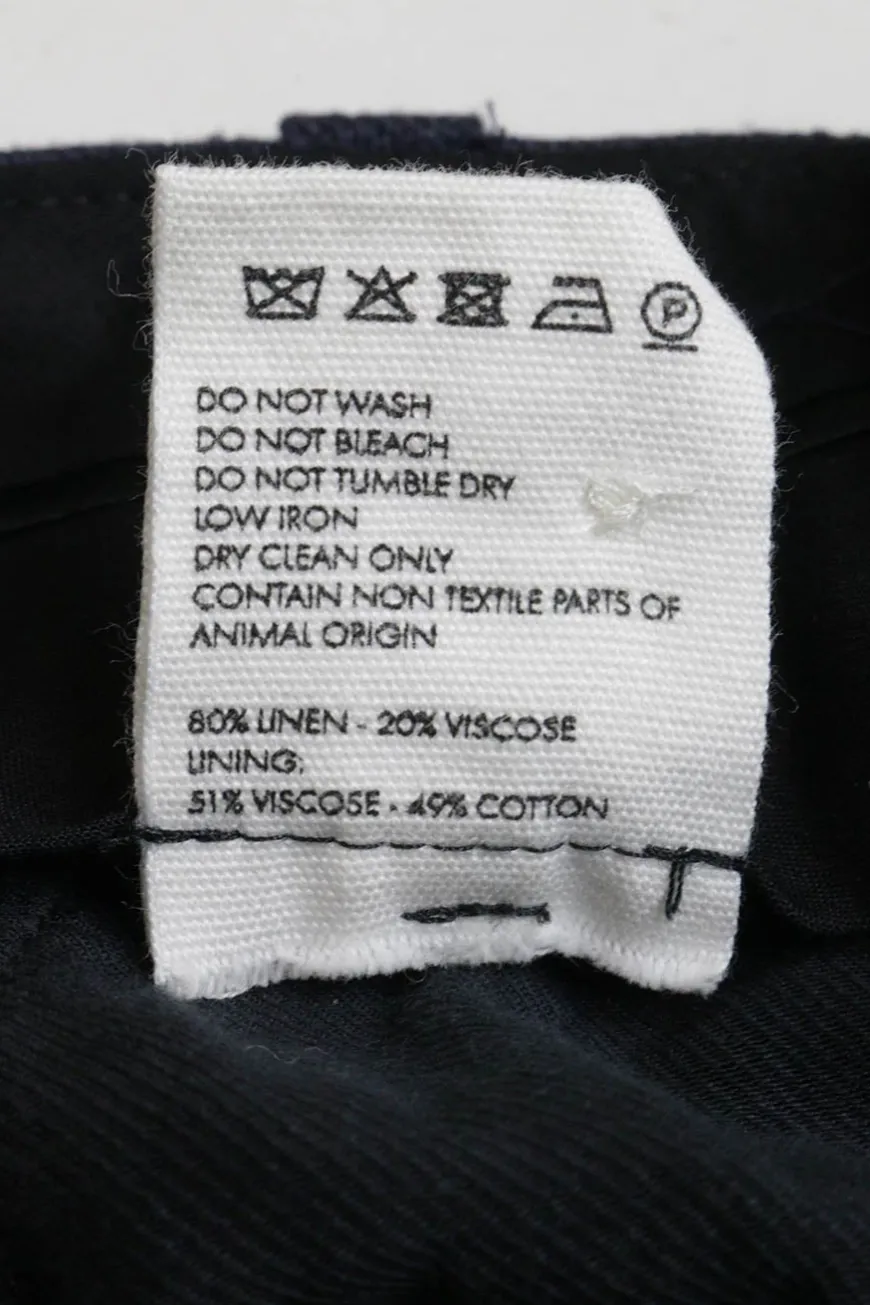 P
DO NOT WASH
DO NOT BLEACH
DO NOT TUMBLE DRY
LOW IRON
DRY CLEAN ONLY
CONTAIN NON TEXTILE PARTS OF
ANIMAL ORIGIN
80% LINEN - 20% VISCOSE
LINING:
51% VISCOSE - 49% COTTON